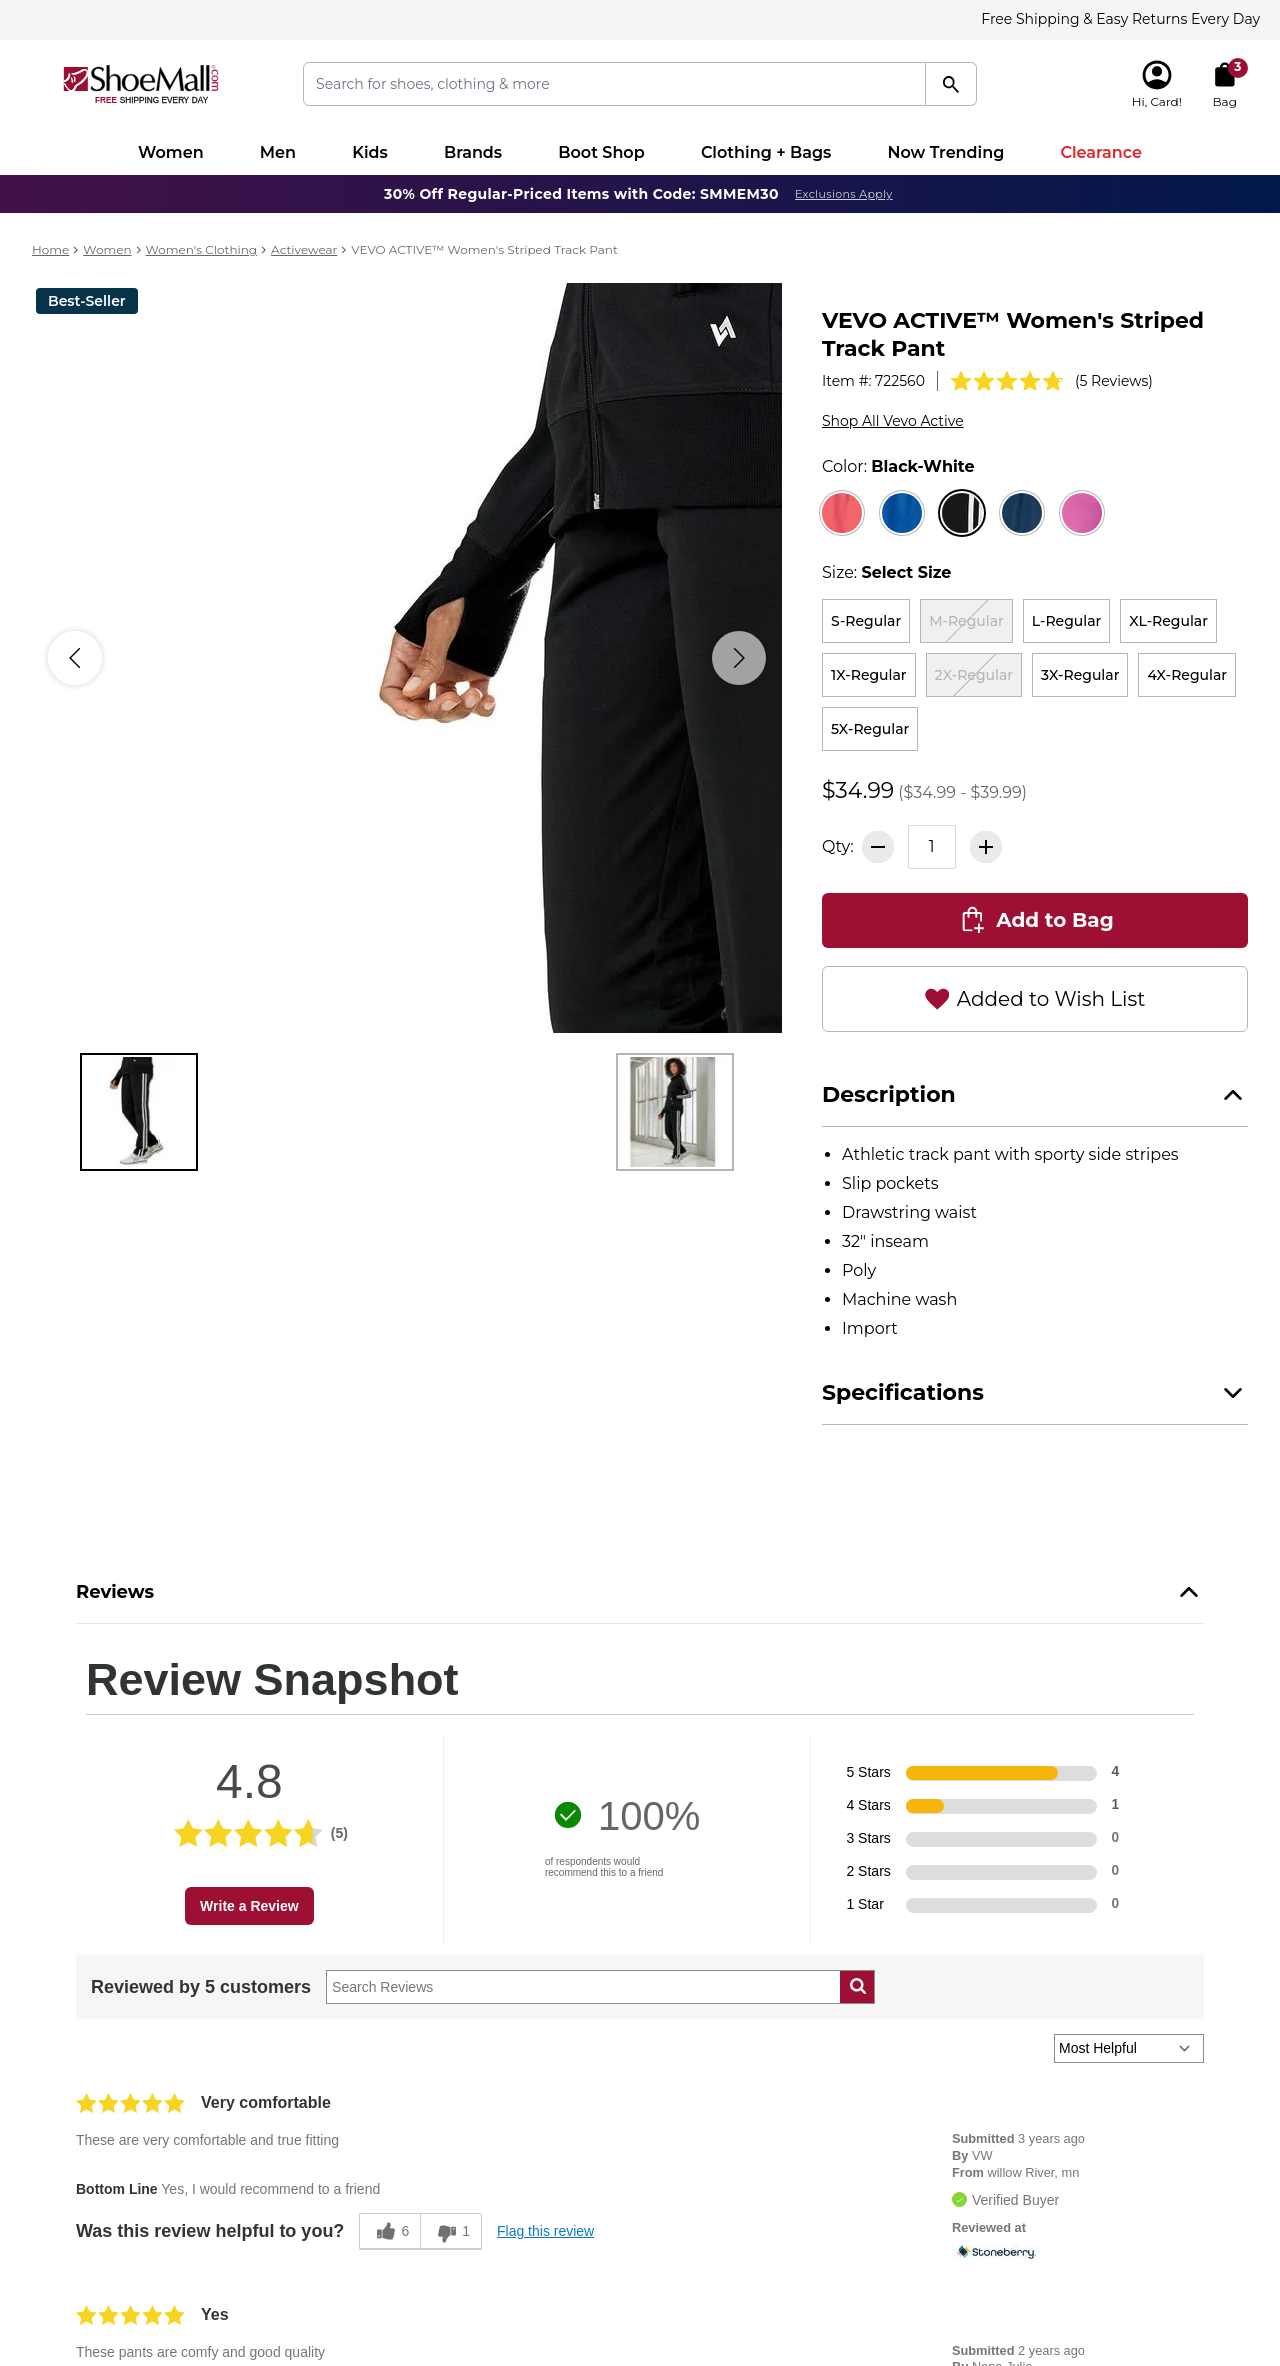 Free Shipping & Easy Returns Every Day
ShoeMall.com
FREE SHIPPING EVERY DAY
Search for shoes, clothing & more
Hi, Card!
3
Bag
Women Men Kids Brands Boot Shop Clothing + Bags Now Trending Clearance
30% Off Regular-Priced Items with Code: SMMEM30 Exclusions Apply
Home > Women > Women's Clothing > Activewear > VEVO ACTIVE™ Women's Striped Track Pant
Best-Seller
VEVO ACTIVE™ Women's Striped
Track Pant
Item #: 722560 (5 Reviews)
Shop All Vevo Active
Color: Black-White
Size: Select Size
S-Regular M-Regular L-Regular XL-Regular
1X-Regular 2X-Regular 3X-Regular 4X-Regular
5X-Regular
$34.99 ($34.99 - $39.99)
Qty: 1
Add to Bag
Added to Wish List
Description
• Athletic track pant with sporty side stripes
• Slip pockets
• Drawstring waist
• 32" inseam
• Poly
• Machine wash
• Import
Specifications
Reviews
Review Snapshot
4.8
(5)
Write a Review
100%
of respondents would
recommend this to a friend
5 Stars 4
4 Stars 1
3 Stars 0
2 Stars 0
1 Star 0
Reviewed by 5 customers
Search Reviews
Most Helpful
Very comfortable
These are very comfortable and true fitting
Bottom Line Yes, I would recommend to a friend
Was this review helpful to you? 6 1 Flag this review
Submitted 3 years ago
By VW
From willow River, mn
Verified Buyer
Reviewed at
Stoneberry
Yes
These pants are comfy and good quality
Submitted 2 years ago